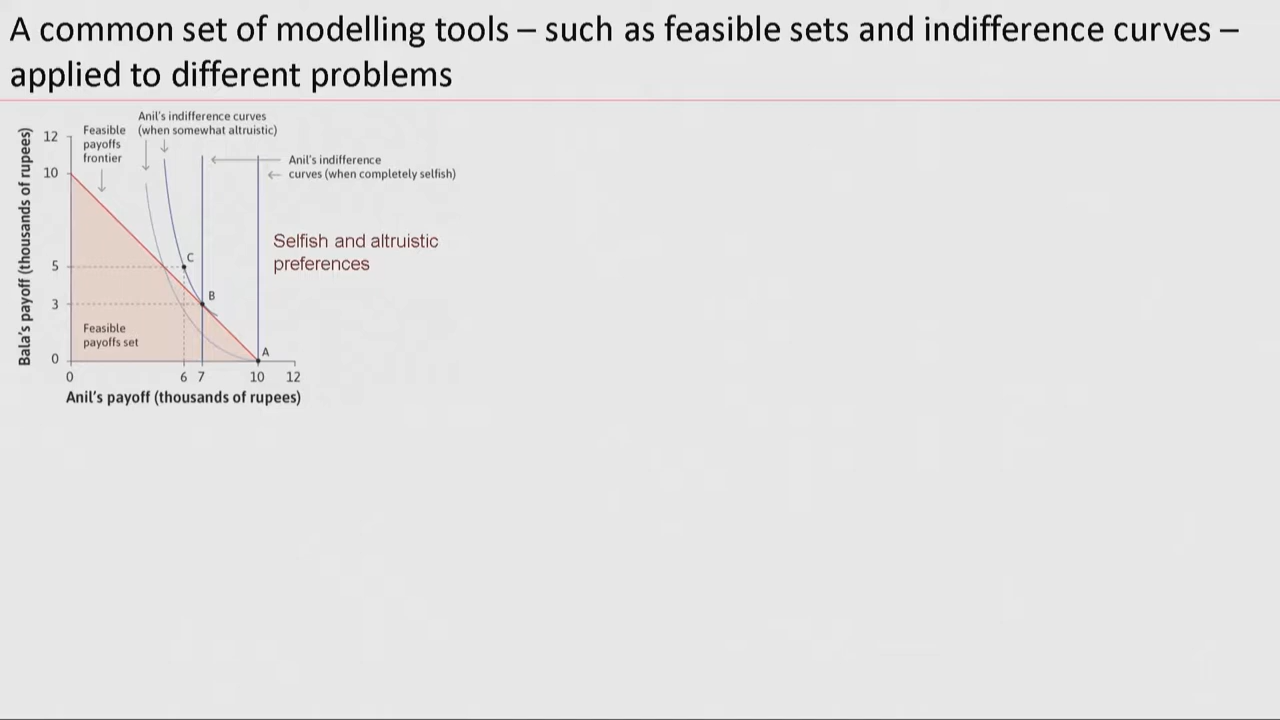 A common set of modelling tools – such as feasible sets and indifference curves –
applied to different problems
Anil's indifference curves
(when somewhat altruistic)
Feasible
payoffs
frontier
Anil's indifference
curves (when completely selfish)
Bala's payoff (thousands of rupees)
12
10
5
3
0
C
B
A
Selfish and altruistic
preferences
Feasible
payoffs set
0
6
7
10
12
Anil's payoff (thousands of rupees)